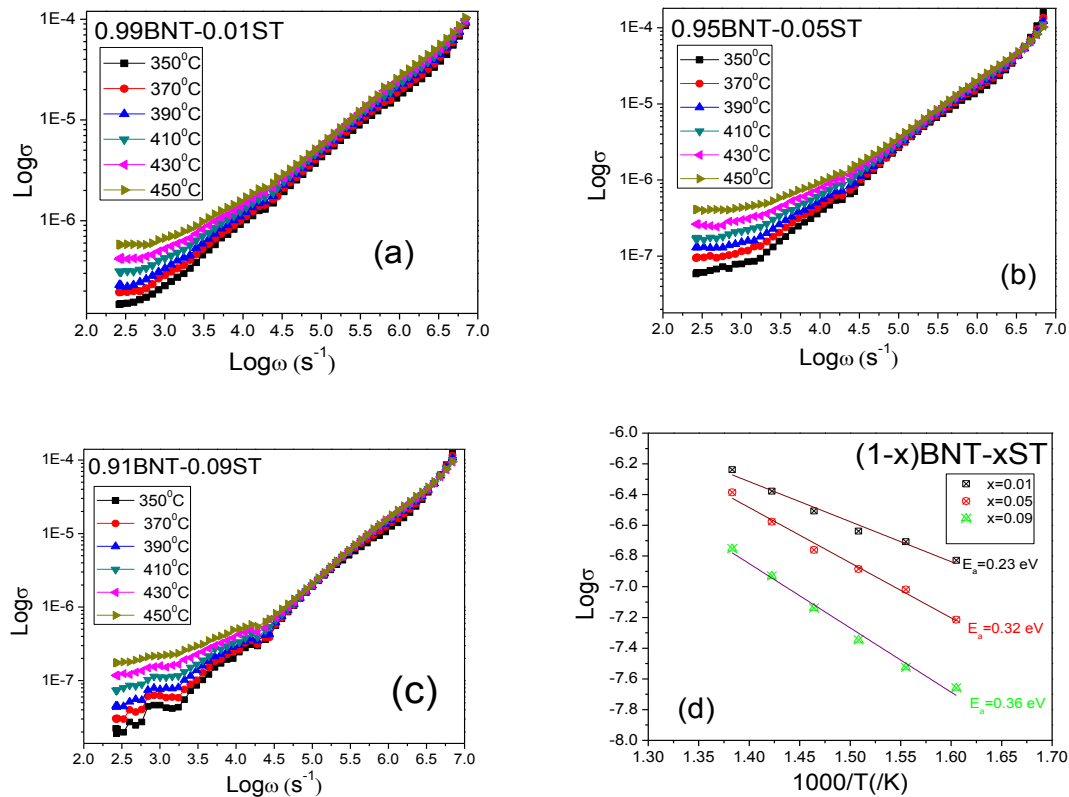 0.99BNT-0.01ST
350⁰C
370⁰C
390⁰C
410⁰C
430⁰C
450⁰C
(a)
1E-4
1E-5
1E-6
Logσ
2.0 2.5 3.0 3.5 4.0 4.5 5.0 5.5 6.0 6.5 7.0
Logω (s⁻¹)
0.95BNT-0.05ST
350⁰C
370⁰C
390⁰C
410⁰C
430⁰C
450⁰C
(b)
1E-4
1E-5
1E-6
1E-7
Logσ
2.0 2.5 3.0 3.5 4.0 4.5 5.0 5.5 6.0 6.5 7.0
Logω (s⁻¹)
0.91BNT-0.09ST
350⁰C
370⁰C
390⁰C
410⁰C
430⁰C
450⁰C
(c)
1E-4
1E-5
1E-6
1E-7
Logσ
2.0 2.5 3.0 3.5 4.0 4.5 5.0 5.5 6.0 6.5 7.0
Logω (s⁻¹)
(1-x)BNT-xST
x=0.01
x=0.05
x=0.09
Eₐ=0.23 eV
Eₐ=0.32 eV
Eₐ=0.36 eV
(d)
-6.0
-6.2
-6.4
-6.6
-6.8
-7.0
-7.2
-7.4
-7.6
-7.8
-8.0
Logσ
1.30 1.35 1.40 1.45 1.50 1.55 1.60 1.65
1000/T(/K)